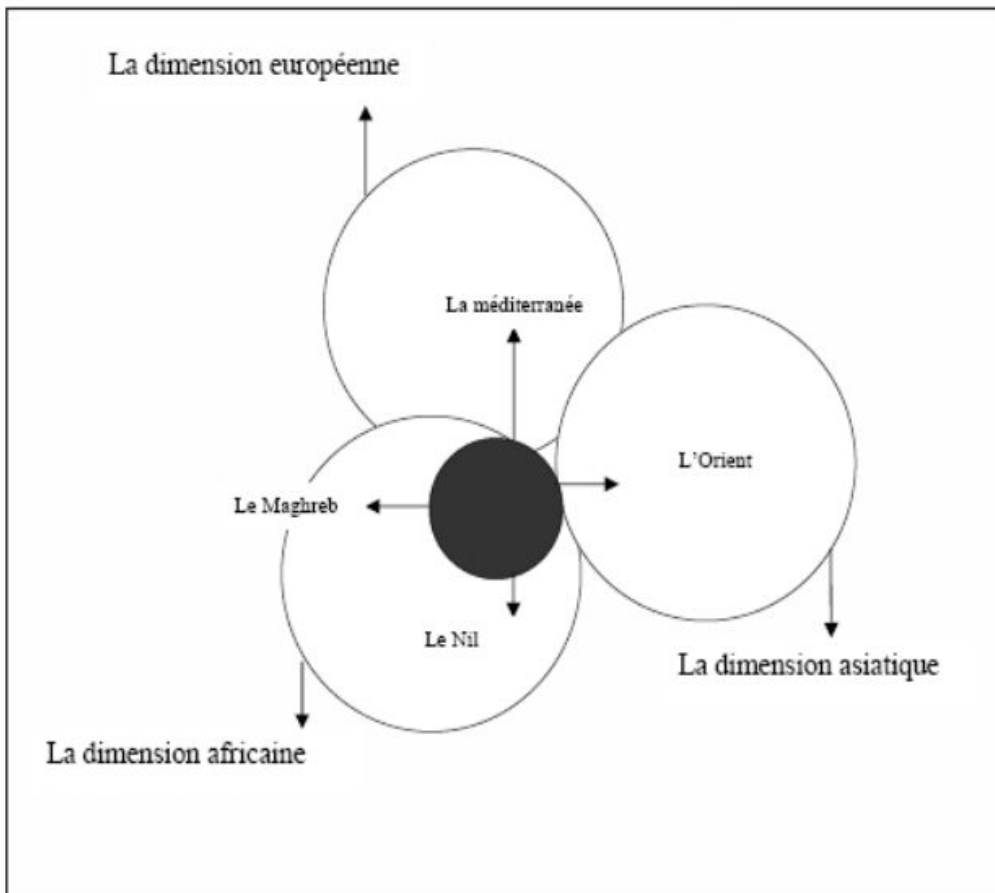 La dimension européenne
La méditerranée
L'Orient
Le Maghreb
Le Nil
La dimension asiatique
La dimension africaine